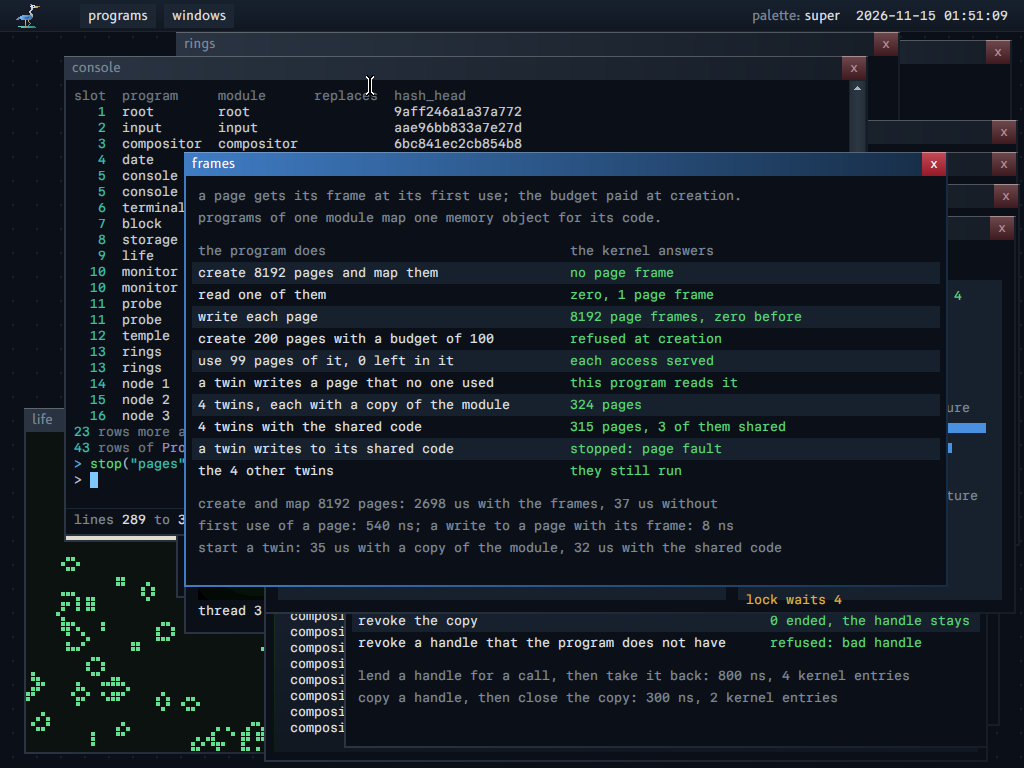 programs windows palette: super 2026-11-15 01:51:09
rings x
x
console x
slot program module replaces hash_head
1 root root 9aff246a1a37a772
2 input input aae96bb833a7e27d
3 compositor compositor 6bc841ec2cb854b8
x
4 date
5 console
5 console
6 terminal
7 block
8 storage
9 life
10 monitor
10 monitor
11 probe
11 probe
12 temple
13 rings
13 rings
14 node 1
15 node 2
16 node 3
23 rows more a
43 rows of Pro
> stop("pages"
>
lines 289 to 3
frames x
a page gets its frame at its first use; the budget paid at creation.
programs of one module map one memory object for its code.
the program does the kernel answers
create 8192 pages and map them no page frame
read one of them zero, 1 page frame
write each page 8192 page frames, zero before
create 200 pages with a budget of 100 refused at creation
use 99 pages of it, 0 left in it each access served
a twin writes a page that no one used this program reads it
4 twins, each with a copy of the module 324 pages
4 twins with the shared code 315 pages, 3 of them shared
a twin writes to its shared code stopped: page fault
the 4 other twins they still run
create and map 8192 pages: 2698 us with the frames, 37 us without
first use of a page: 540 ns; a write to a page with its frame: 8 ns
start a twin: 35 us with a copy of the module, 32 us with the shared code
x
x
x
4
ure
ture
life
lock waits 4
thread 3
composi
composi
composi
composi
composi
composi
composi
composi
revoke the copy 0 ended, the handle stays
revoke a handle that the program does not have refused: bad handle
lend a handle for a call, then take it back: 800 ns, 4 kernel entries
copy a handle, then close the copy: 300 ns, 2 kernel entries